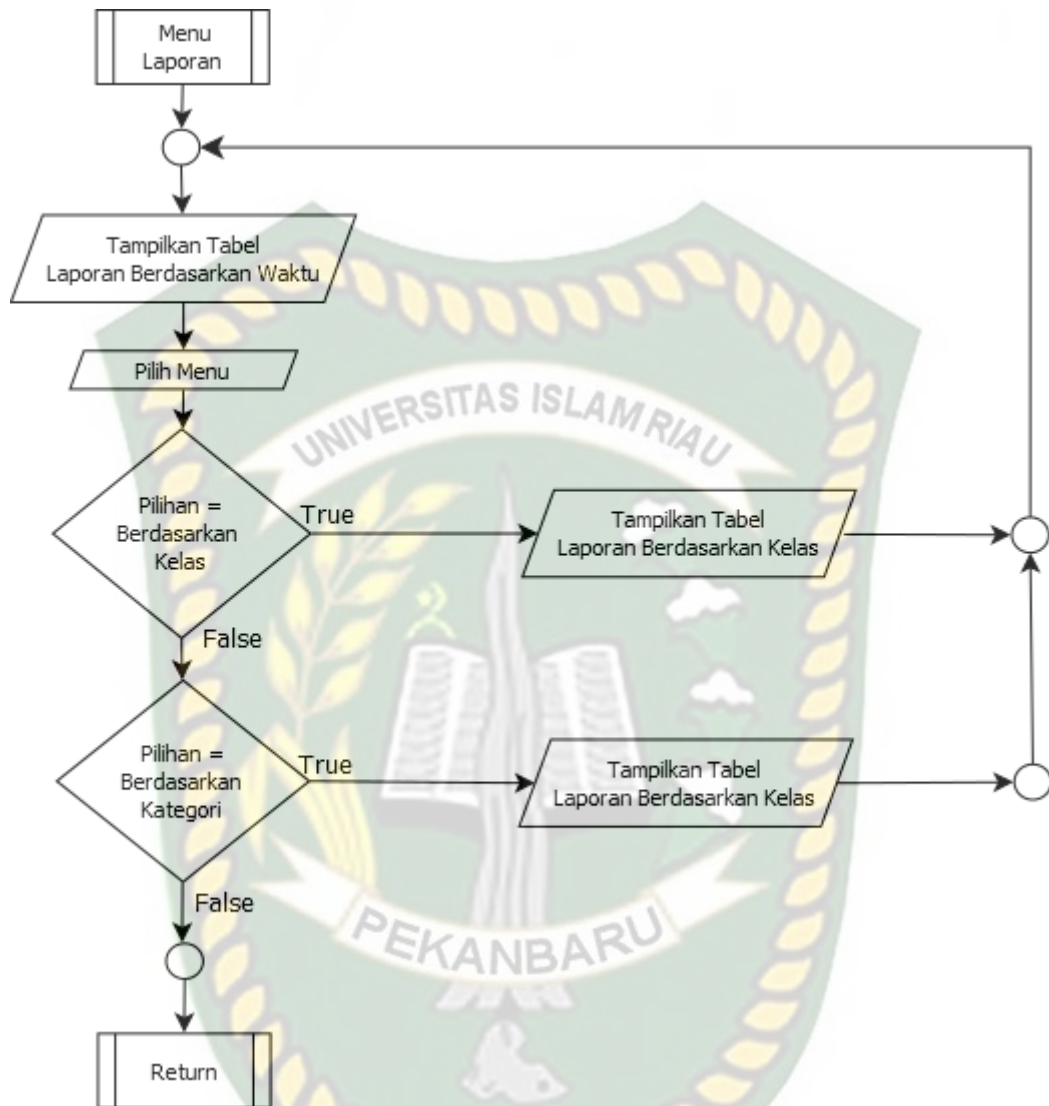 Menu
Laporan
Tampilkan Tabel
Laporan Berdasarkan Waktu
Pilih Menu
UNIVERSITAS ISLAM RIAU
Pilihan =
Berdasarkan
Kelas
True
Tampilkan Tabel
Laporan Berdasarkan Kelas
False
Pilihan =
Berdasarkan
Kategori
True
Tampilkan Tabel
Laporan Berdasarkan Kelas
False
PEKANBARU
Return